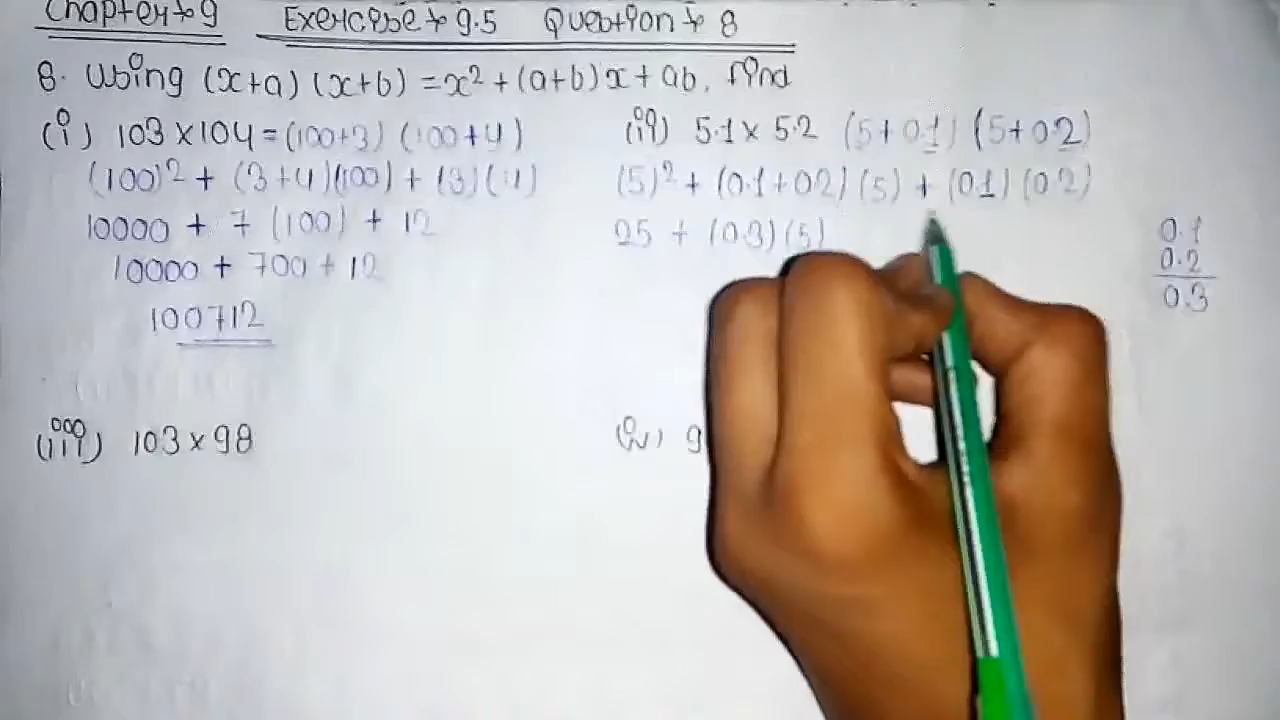 Chapter → 9 Exercise → 9.5 Question → 8
8. Using (x+a) (x+b) = x² + (a+b)x + ab, find
(i) 103 x 104 = (100+3) (100+4)
(100)² + (3+4)(100) + (3)(4)
10000 + 7 (100) + 12
10000 + 700 + 12
100712
(ii) 5.1 x 5.2 (5+0.1) (5+0.2)
(5)² + (0.1+0.2) (5) + (0.1) (0.2)
25 + (0.3)(5)
0.1
0.2
0.3
(iii) 103 x 98
(iv) 9